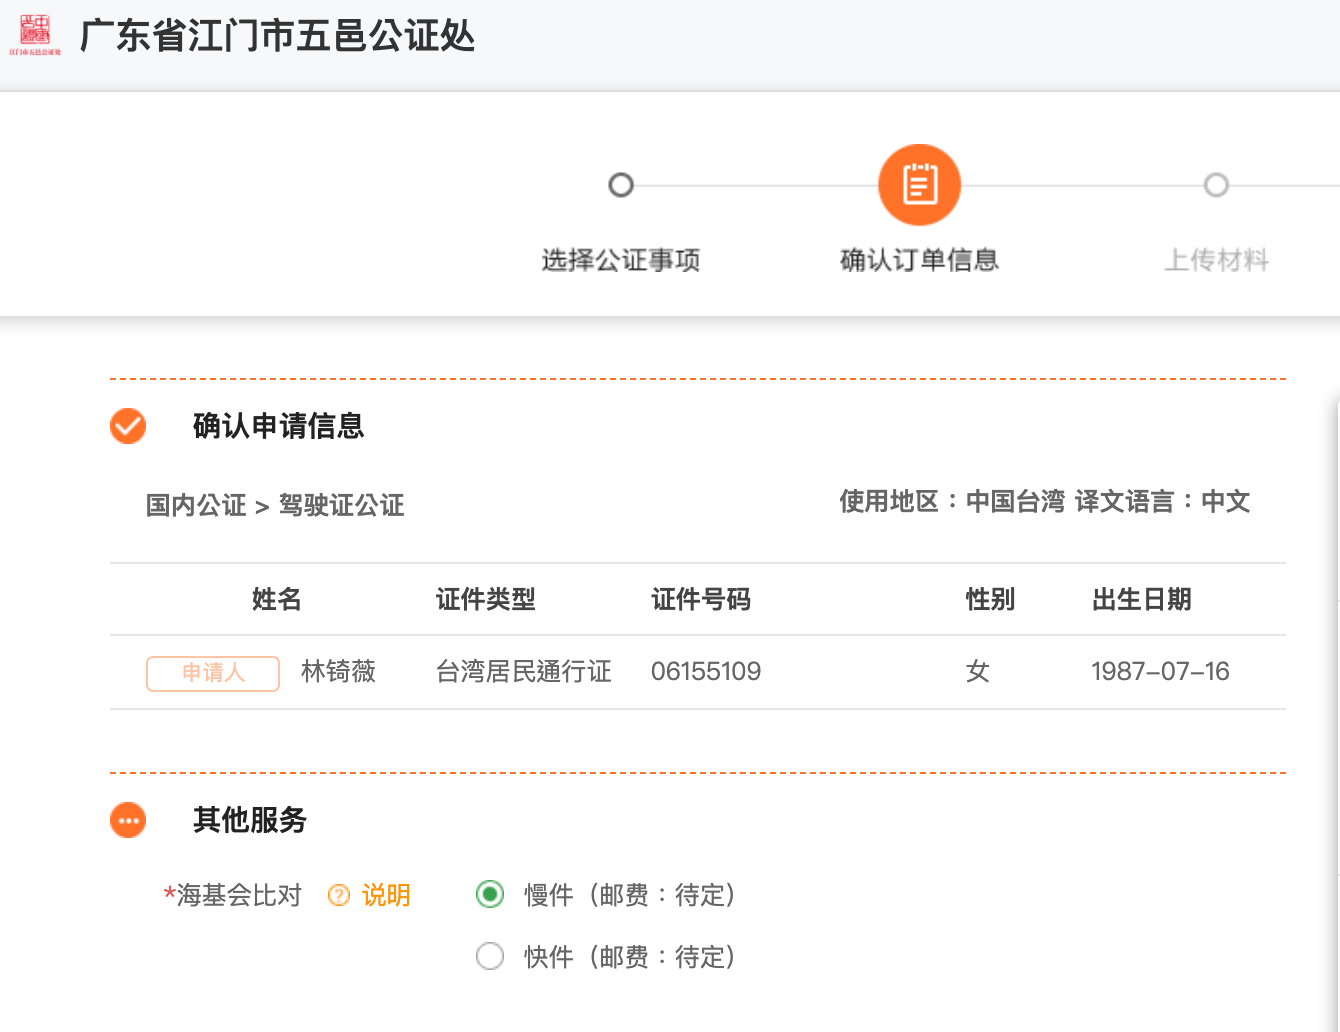 江门市五邑公证处
广东省江门市五邑公证处
选择公证事项
确认订单信息
上传材料
确认申请信息
国内公证 > 驾驶证公证
使用地区：中国台湾 译文语言：中文
姓名 证件类型 证件号码 性别 出生日期
申请人 林锜薇 台湾居民通行证 06155109 女 1987-07-16
其他服务
*海基会比对 ? 说明
慢件（邮费：待定）
快件（邮费：待定）